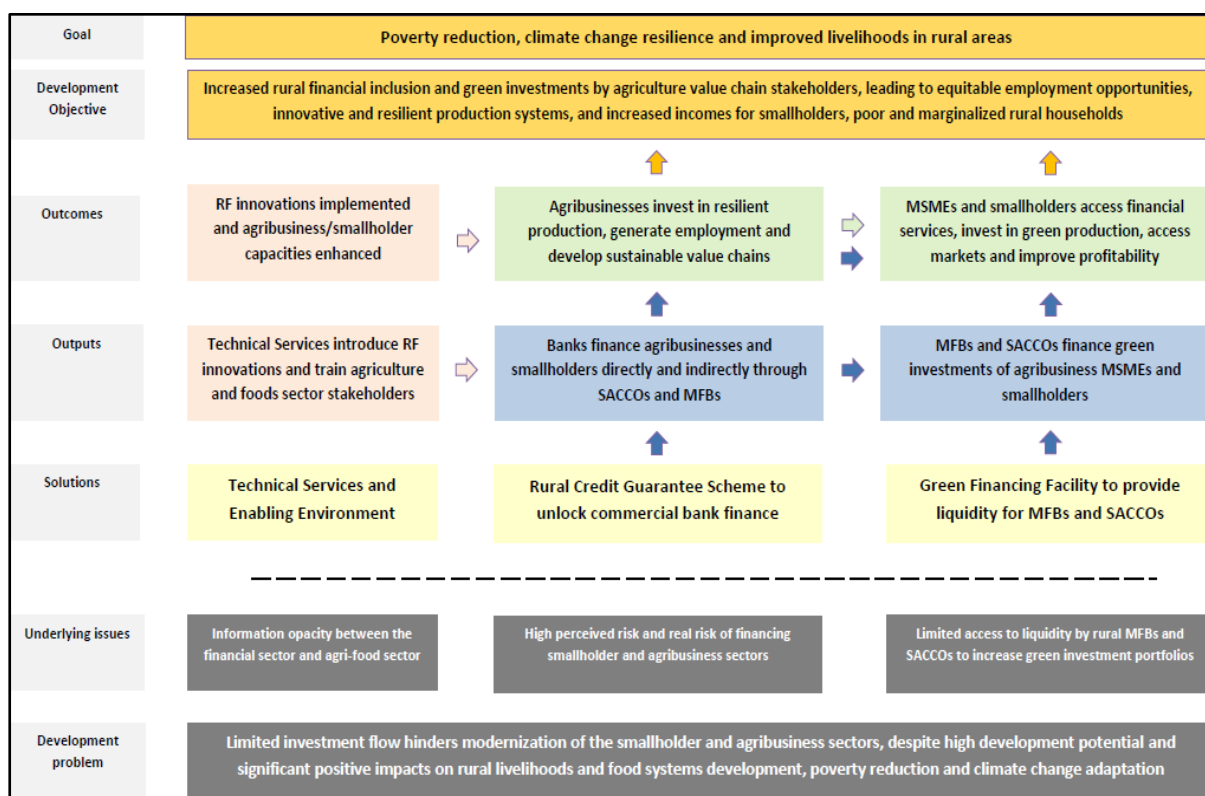 Goal
Poverty reduction, climate change resilience and improved livelihoods in rural areas
Development
Objective
Increased rural financial inclusion and green investments by agriculture value chain stakeholders, leading to equitable employment opportunities,
innovative and resilient production systems, and increased incomes for smallholders, poor and marginalized rural households
Outcomes
RF innovations implemented
and agribusiness/smallholder
capacities enhanced
Agribusinesses invest in resilient
production, generate employment and
develop sustainable value chains
MSMEs and smallholders access financial
services, invest in green production, access
markets and improve profitability
Outputs
Technical Services introduce RF
innovations and train agriculture
and foods sector stakeholders
Banks finance agribusinesses and
smallholders directly and indirectly through
SACCOs and MFBs
MFBs and SACCOs finance green
investments of agribusiness MSMEs and
smallholders
Solutions
Technical Services and
Enabling Environment
Rural Credit Guarantee Scheme to
unlock commercial bank finance
Green Financing Facility to provide
liquidity for MFBs and SACCOs
Underlying issues
Information opacity between the
financial sector and agri-food sector
High perceived risk and real risk of financing
smallholder and agribusiness sectors
Limited access to liquidity by rural MFBs and
SACCOs to increase green investment portfolios
Development
problem
Limited investment flow hinders modernization of the smallholder and agribusiness sectors, despite high development potential and
significant positive impacts on rural livelihoods and food systems development, poverty reduction and climate change adaptation